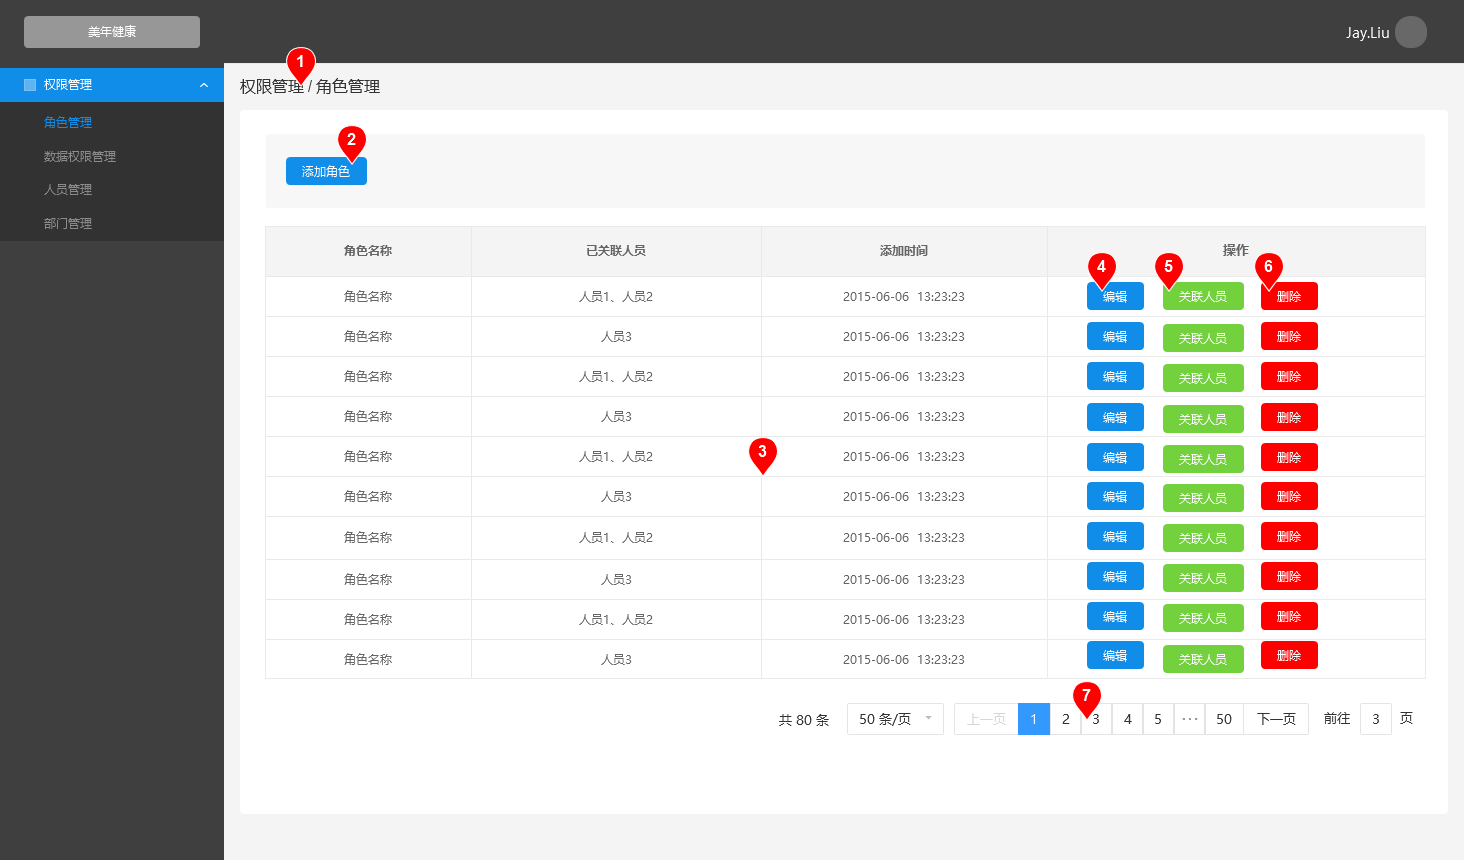 美年健康
Jay.Liu
权限管理
角色管理
数据权限管理
人员管理
部门管理
1
权限管理 / 角色管理
2
添加角色
角色名称 已关联人员 添加时间 操作
4 5 6
角色名称 人员1、人员2 2015-06-06 13:23:23 编辑 关联人员 删除
角色名称 人员3 2015-06-06 13:23:23 编辑 关联人员 删除
角色名称 人员1、人员2 2015-06-06 13:23:23 编辑 关联人员 删除
角色名称 人员3 2015-06-06 13:23:23 编辑 关联人员 删除
3
角色名称 人员1、人员2 2015-06-06 13:23:23 编辑 关联人员 删除
角色名称 人员3 2015-06-06 13:23:23 编辑 关联人员 删除
角色名称 人员1、人员2 2015-06-06 13:23:23 编辑 关联人员 删除
角色名称 人员3 2015-06-06 13:23:23 编辑 关联人员 删除
角色名称 人员1、人员2 2015-06-06 13:23:23 编辑 关联人员 删除
角色名称 人员3 2015-06-06 13:23:23 编辑 关联人员 删除
7
共 80 条 50 条/页 上一页 1 2 3 4 5 ··· 50 下一页 前往 3 页